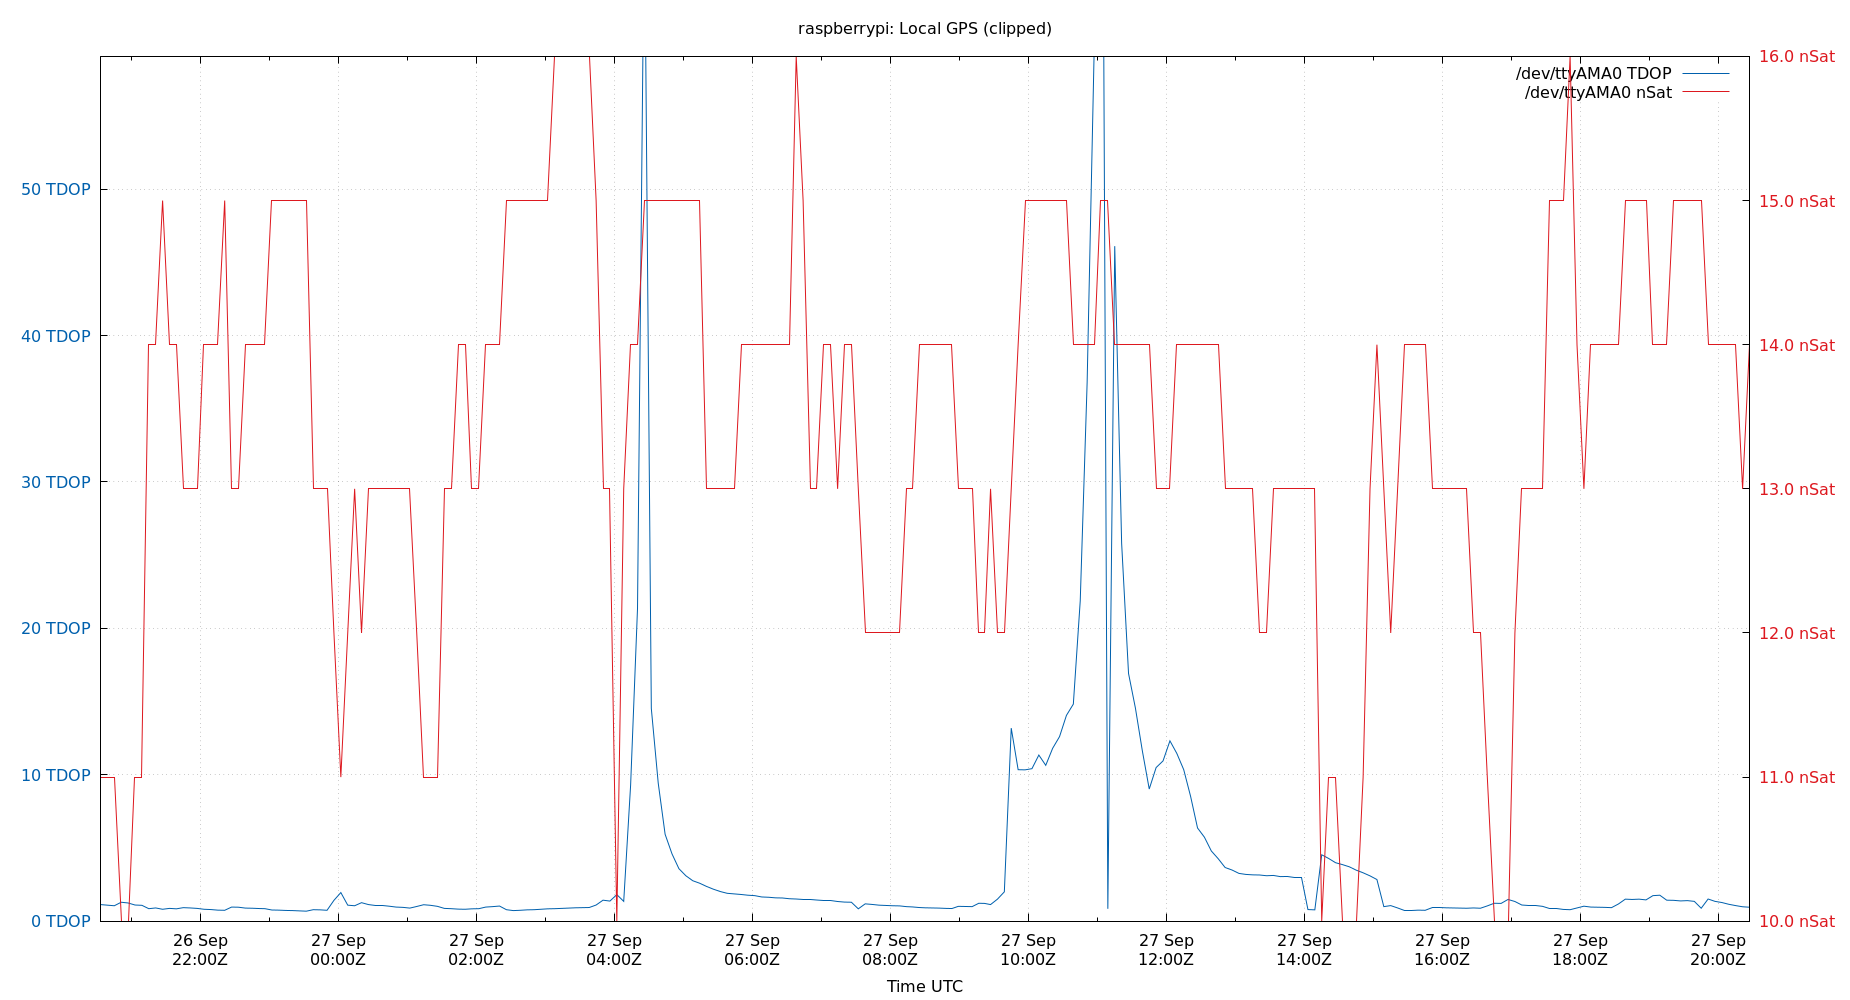 raspberrypi: Local GPS (clipped)
/dev/ttyAMA0 TDOP
/dev/ttyAMA0 nSat
50 TDOP
40 TDOP
30 TDOP
20 TDOP
10 TDOP
0 TDOP
16.0 nSat
15.0 nSat
14.0 nSat
13.0 nSat
12.0 nSat
11.0 nSat
10.0 nSat
26 Sep
22:00Z
27 Sep
00:00Z
27 Sep
02:00Z
27 Sep
04:00Z
27 Sep
06:00Z
27 Sep
08:00Z
27 Sep
10:00Z
27 Sep
12:00Z
27 Sep
14:00Z
27 Sep
16:00Z
27 Sep
18:00Z
27 Sep
20:00Z
Time UTC